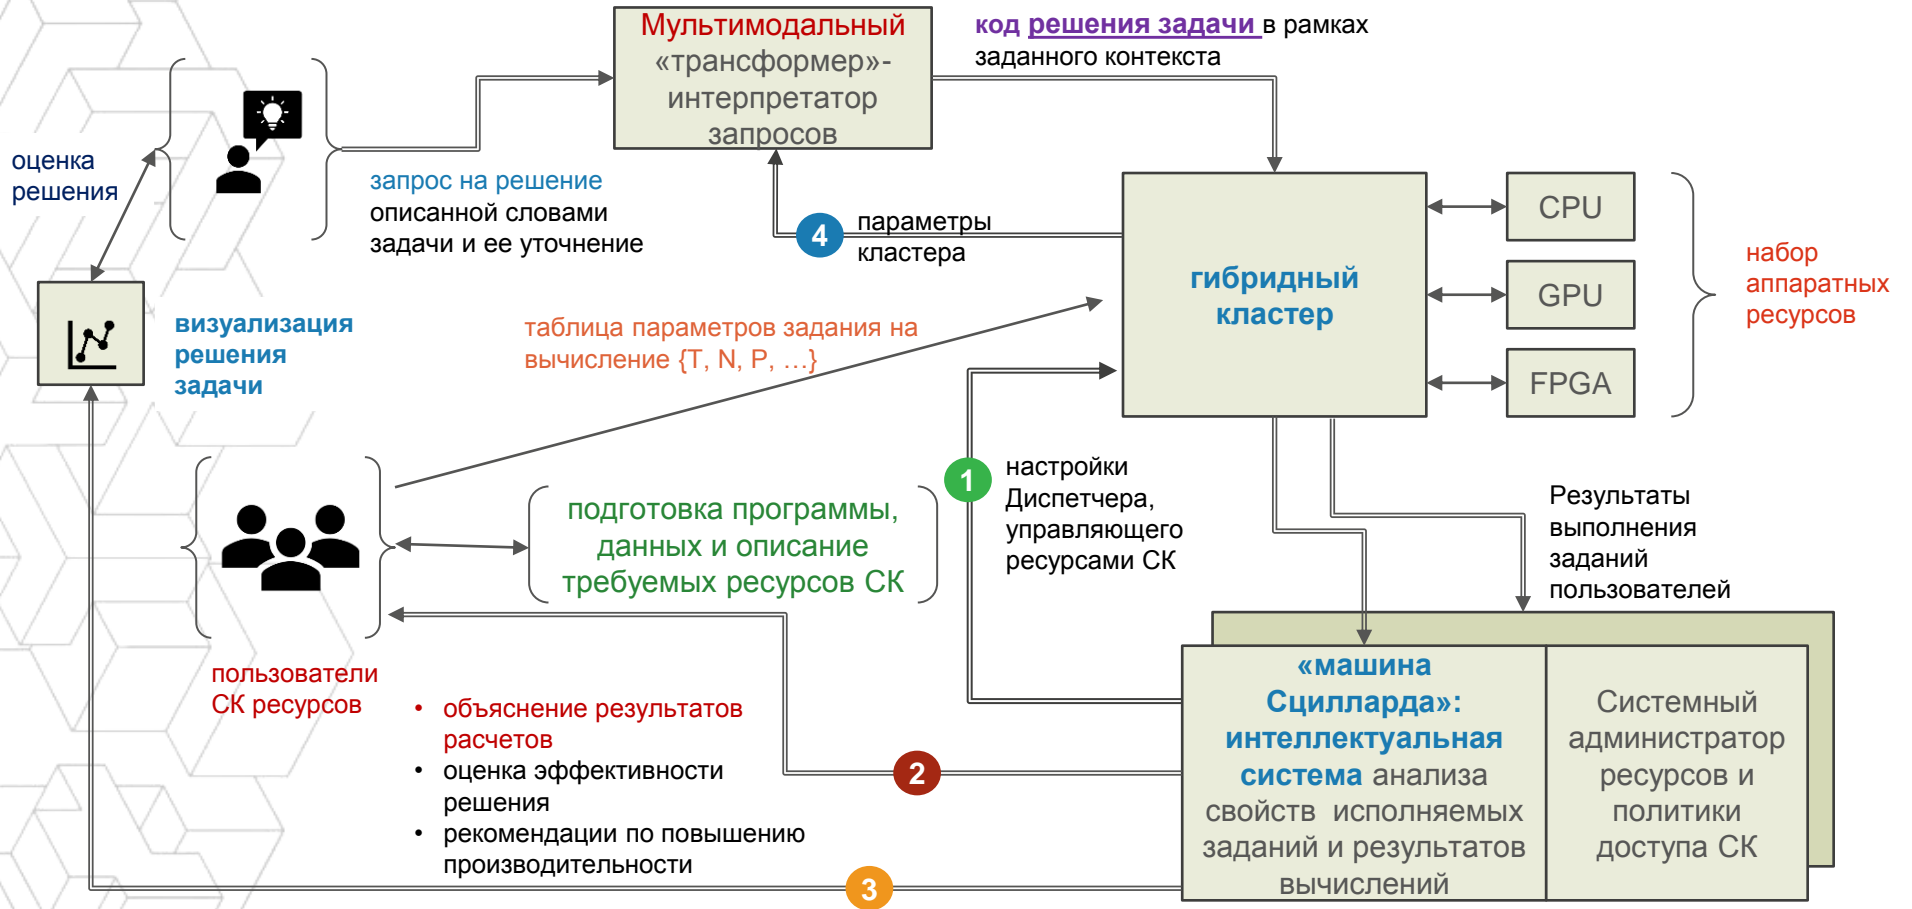 Мультимодальный
«трансформер»-
интерпретатор
запросов
код решения задачи в рамках
заданного контекста
оценка
решения
запрос на решение
описанной словами
задачи и ее уточнение
4
параметры
кластера
гибридный
кластер
CPU
GPU
FPGA
набор
аппаратных
ресурсов
визуализация
решения
задачи
таблица параметров задания на
вычисление {T, N, P, …}
1
настройки
Диспетчера,
управляющего
ресурсами СК
подготовка программы,
данных и описание
требуемых ресурсов СК
Результаты
выполнения
заданий
пользователей
пользователи
СК ресурсов
• объяснение результатов
расчетов
• оценка эффективности
решения
• рекомендации по повышению
производительности
2
3
«машина
Сцилларда»:
интеллектуальная
система анализа
свойств исполняемых
заданий и результатов
вычислений
Системный
администратор
ресурсов и
политики
доступа СК